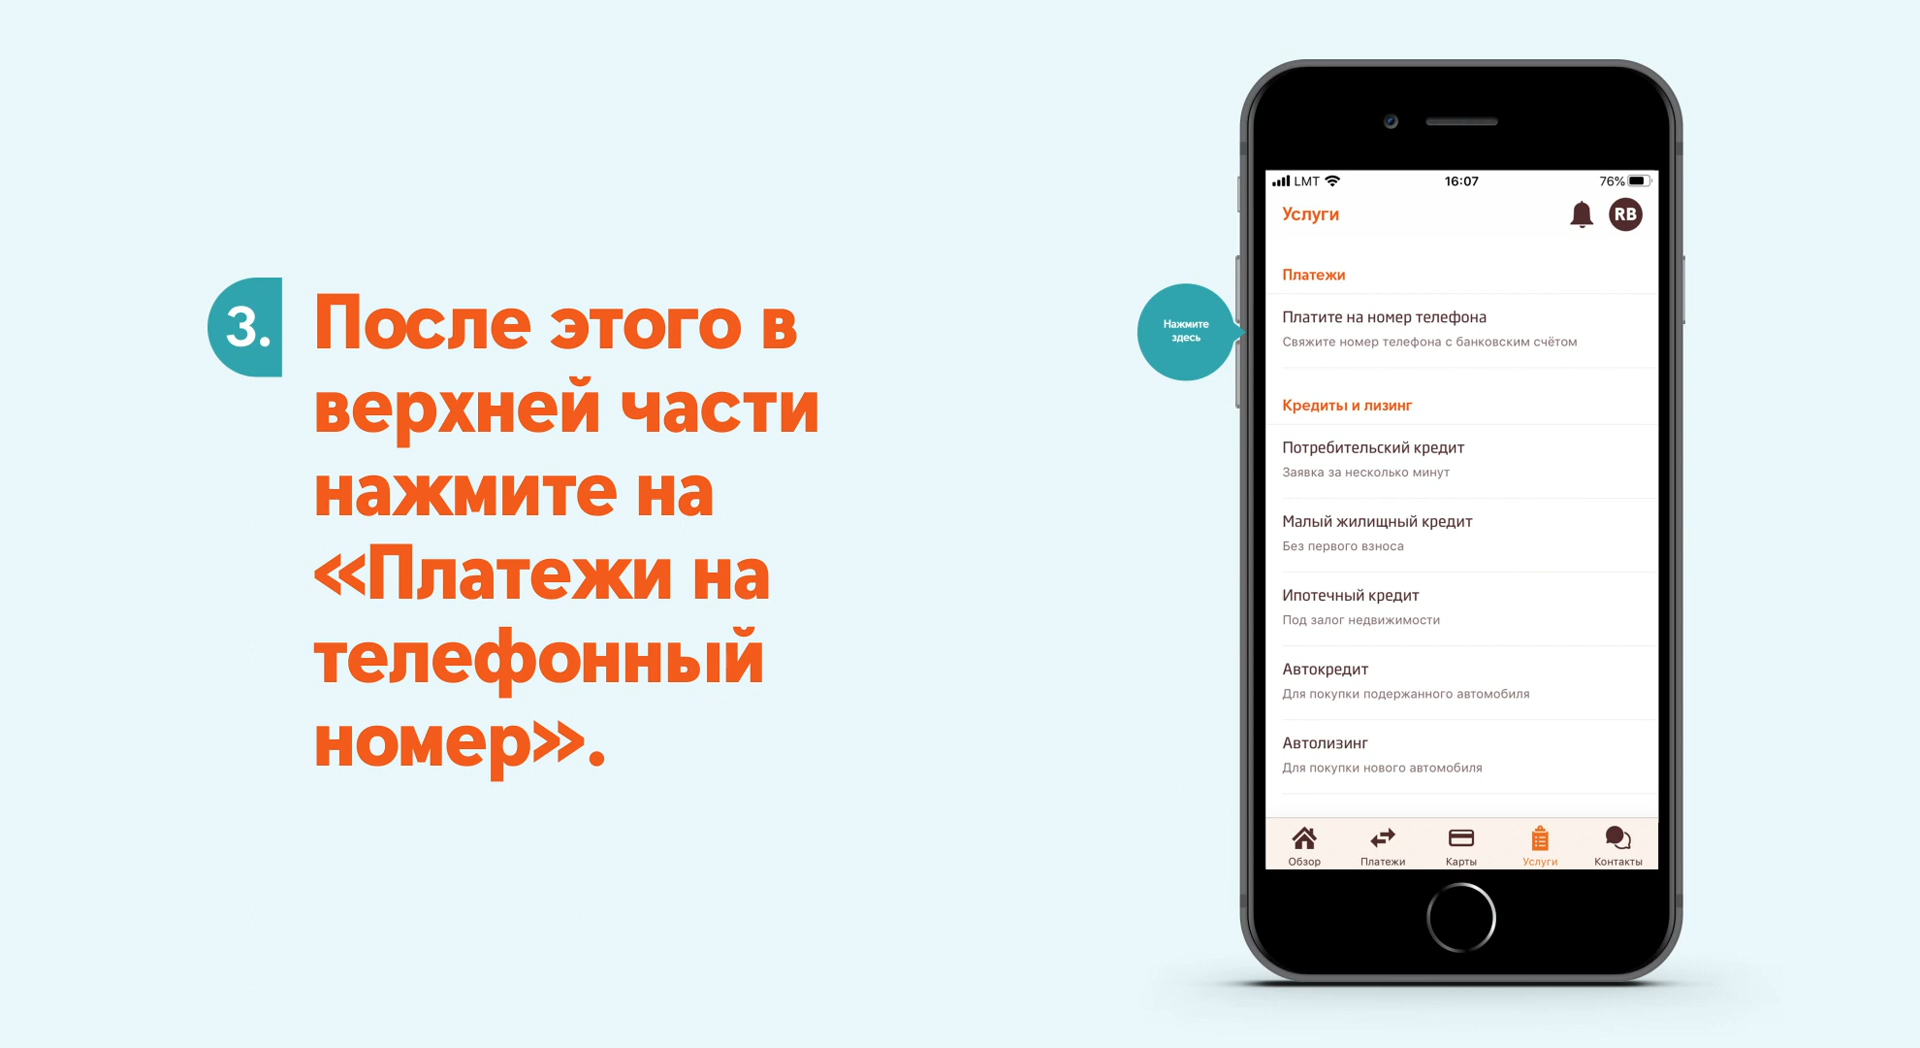 3.
После этого в
верхней части
нажмите на
«Платежи на
телефонный
номер».
Нажмите
здесь
LMT 16:07 76%
Услуги RB
Платежи
Платите на номер телефона
Свяжите номер телефона с банковским счётом
Кредиты и лизинг
Потребительский кредит
Заявка за несколько минут
Малый жилищный кредит
Без первого взноса
Ипотечный кредит
Под залог недвижимости
Автокредит
Для покупки подержанного автомобиля
Автолизинг
Для покупки нового автомобиля
Обзор Платежи Карты Услуги Контакты